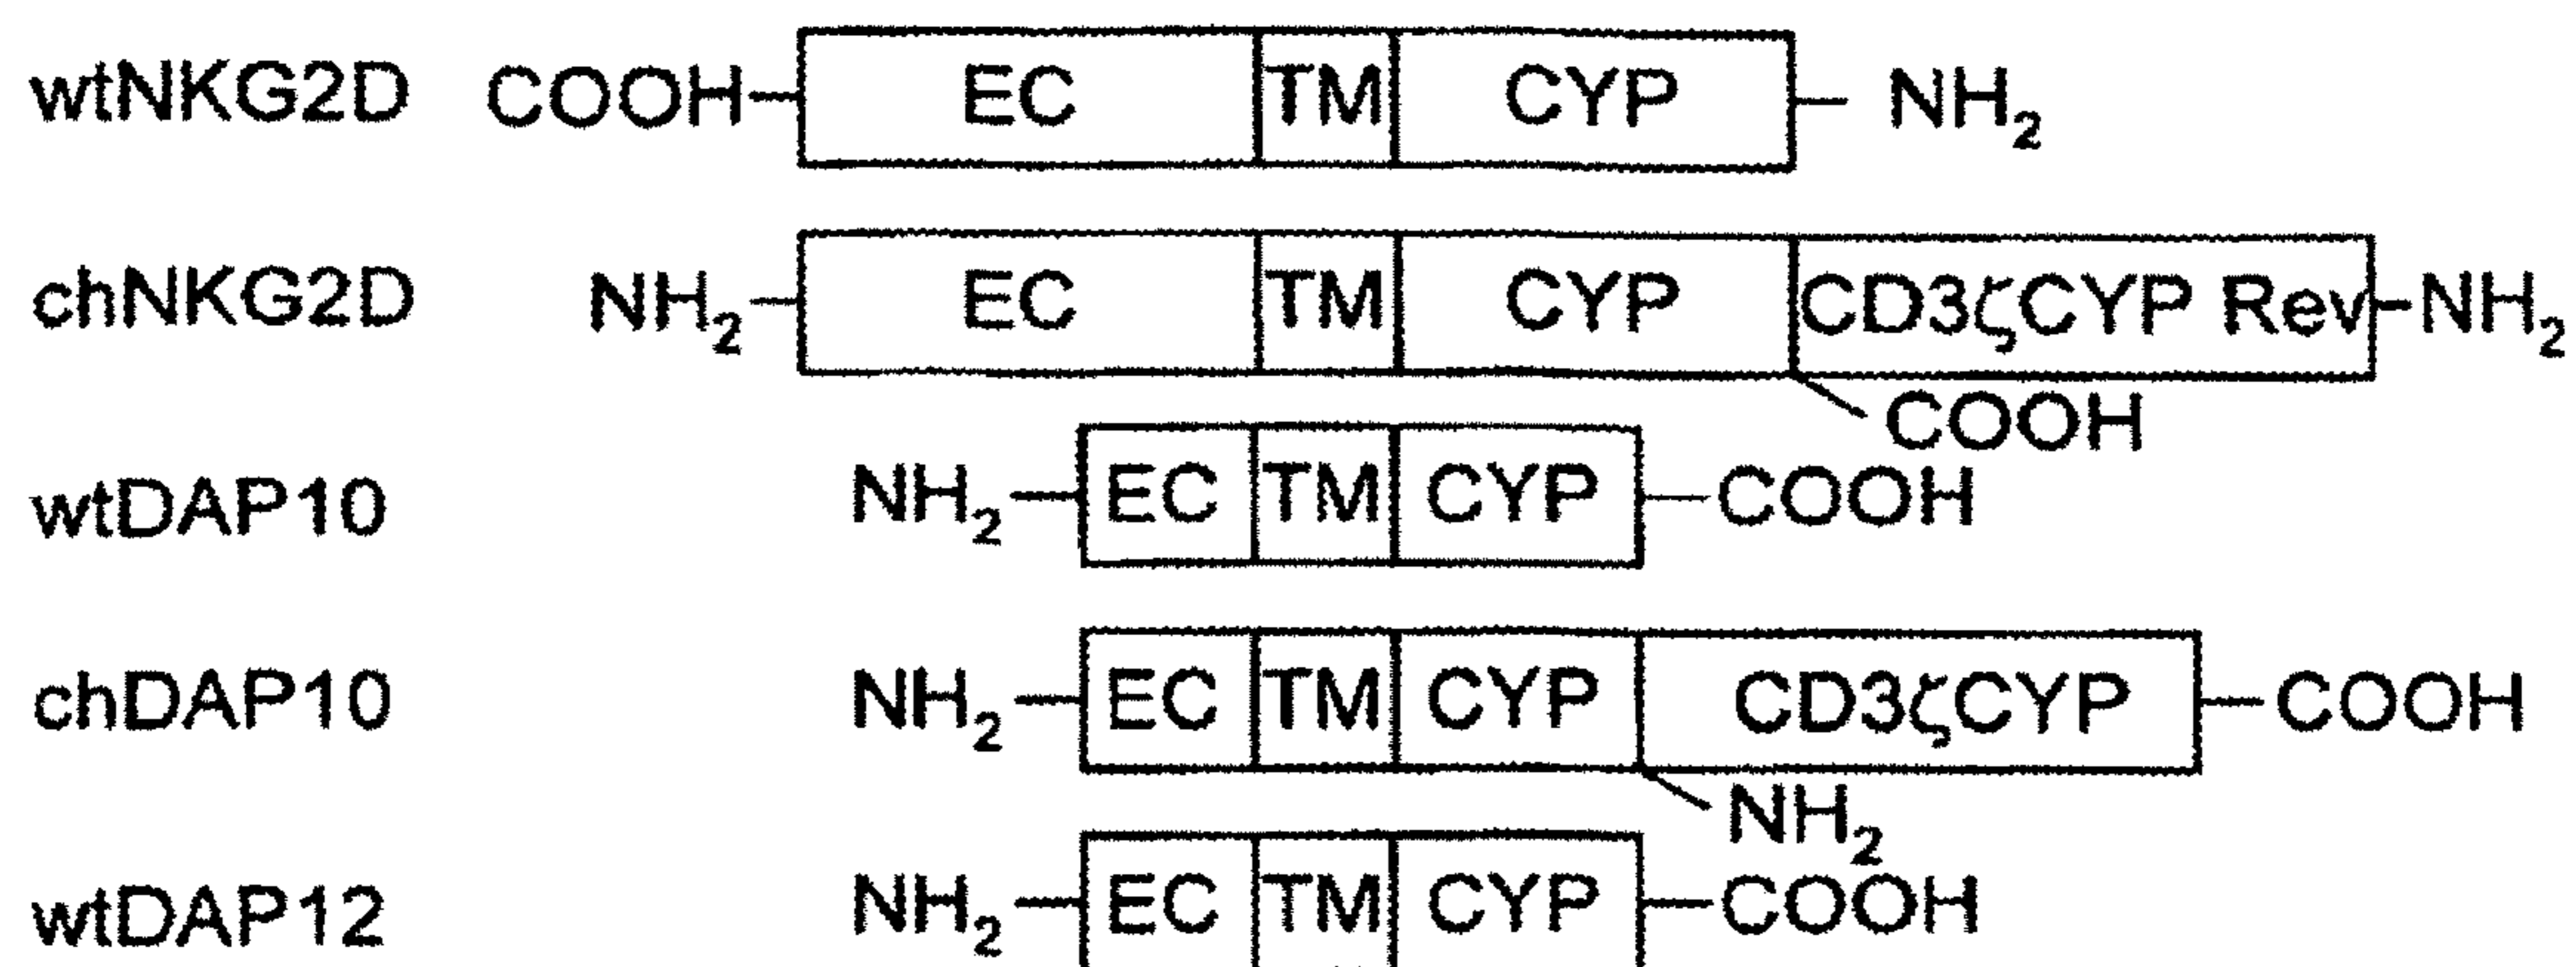 wtNKG2D COOH EC TM CYP NH2
chNKG2D NH2 EC TM CYP CD3ζCYP Rev NH2
COOH
wtDAP10 NH2 EC TM CYP COOH
chDAP10 NH2 EC TM CYP CD3ζCYP COOH
NH2
wtDAP12 NH2 EC TM CYP COOH